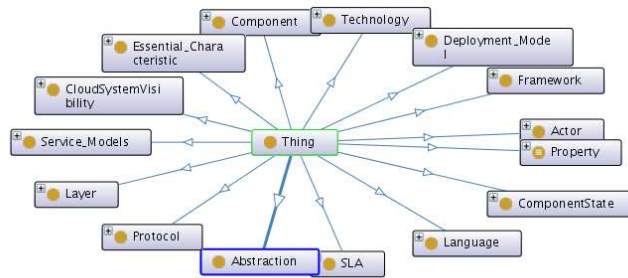 Component
Technology
Essential_Chara
cteristic
Deployment_Mode
l
CloudSystemVisi
bility
Framework
Service_Models
Thing
Actor
Property
Layer
ComponentState
Protocol
Language
Abstraction
SLA